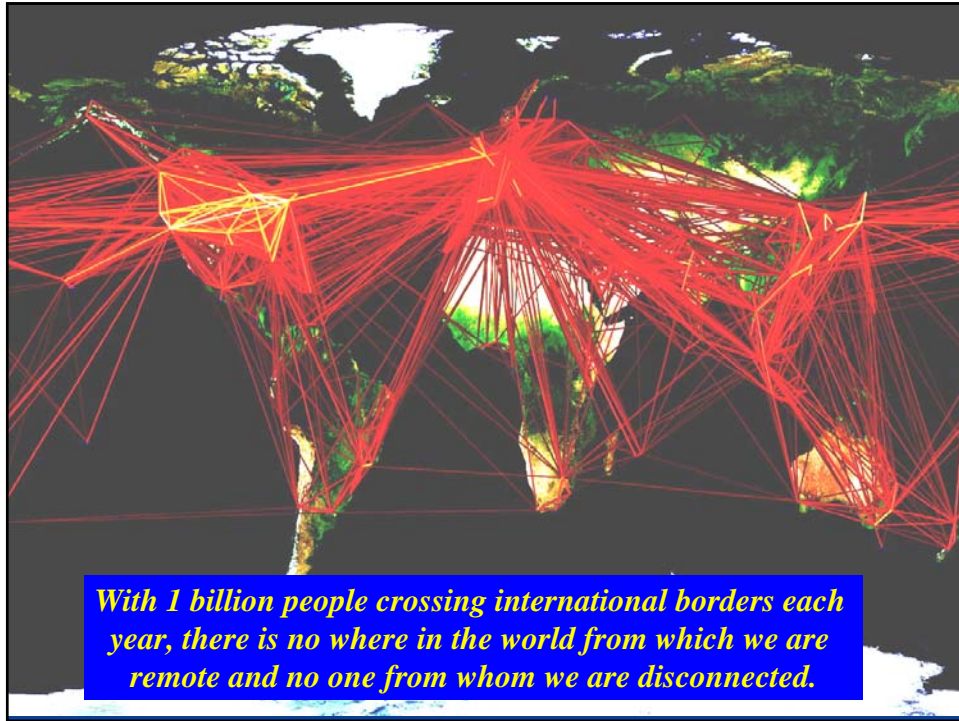 With 1 billion people crossing international borders each
year, there is no where in the world from which we are
remote and no one from whom we are disconnected.